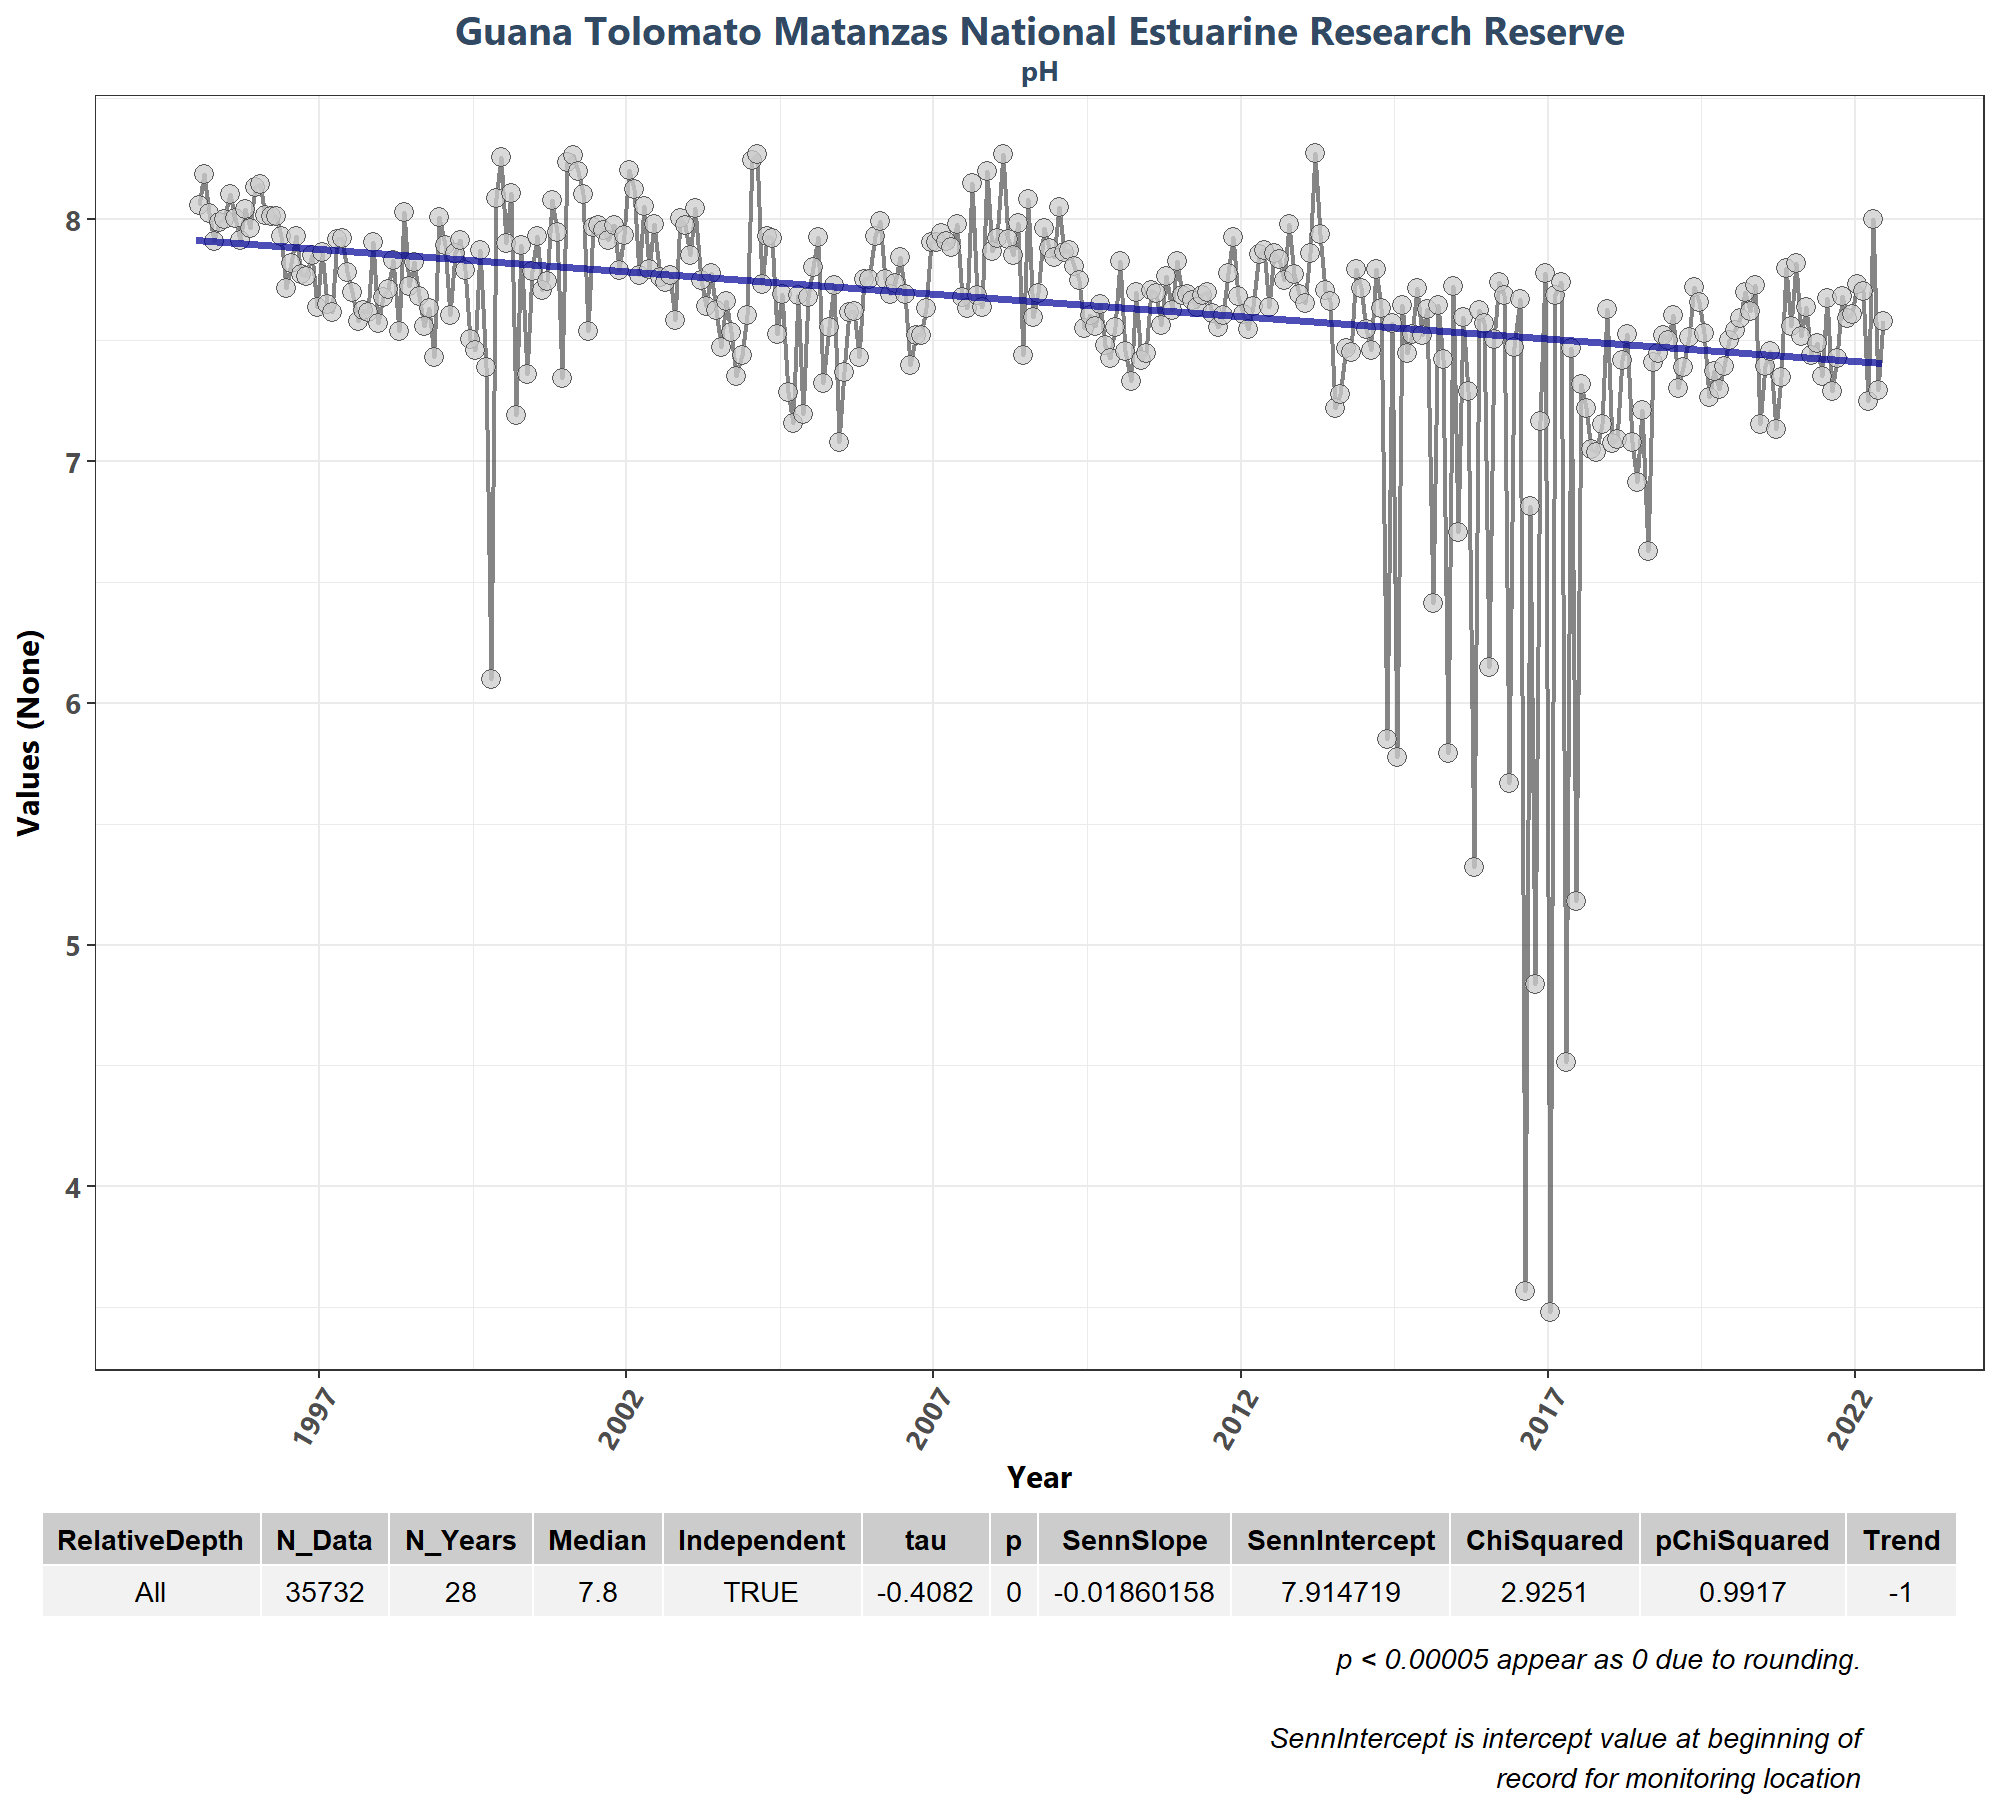 Guana Tolomato Matanzas National Estuarine Research Reserve
pH
Values (None)
8
7
6
5
4
1997 2002 2007 2012 2017 2022
Year
RelativeDepth N_Data N_Years Median Independent tau p SennSlope SennIntercept ChiSquared pChiSquared Trend
All 35732 28 7.8 TRUE -0.4082 0 -0.01860158 7.914719 2.9251 0.9917 -1
p < 0.00005 appear as 0 due to rounding.
SennIntercept is intercept value at beginning of
record for monitoring location